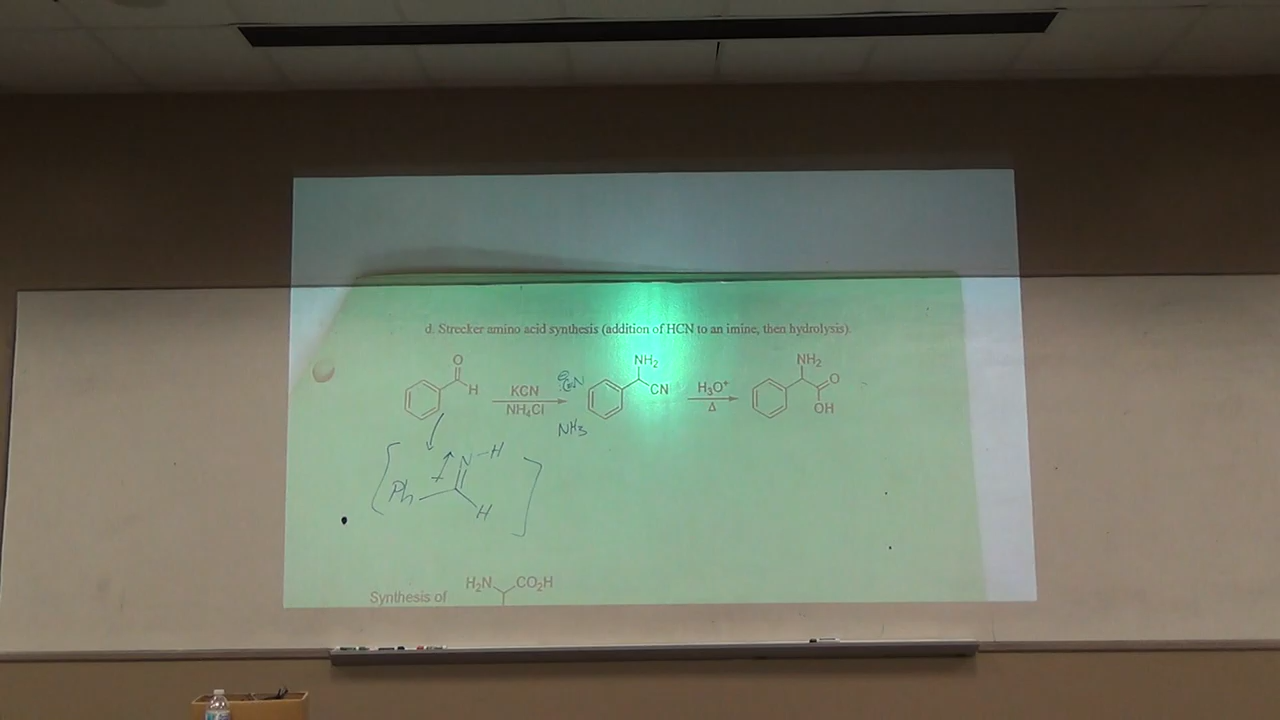 d. Strecker amino acid synthesis (addition of HCN to an imine, then hydrolysis).
O
H
KCN
NH₄Cl
⊖:C≡N
NH₃
NH₂
CN
H₃O⁺
Δ
NH₂
O
OH
N-H
Ph
H
Synthesis of
H₂N CO₂H